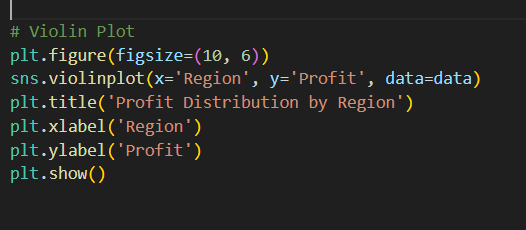 # Violin Plot
plt.figure(figsize=(10, 6))
sns.violinplot(x='Region', y='Profit', data=data)
plt.title('Profit Distribution by Region')
plt.xlabel('Region')
plt.ylabel('Profit')
plt.show()